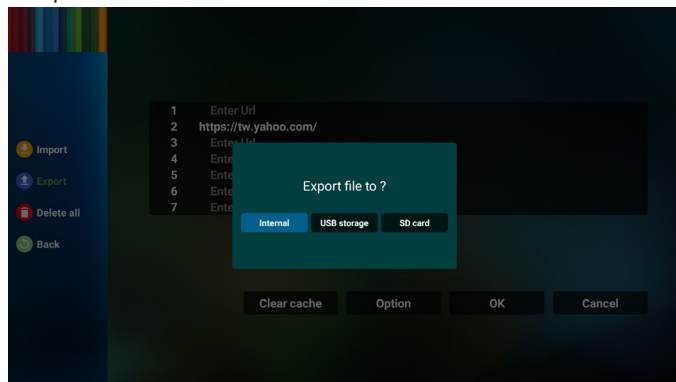 Import
Export
Delete all
Back
1 Enter Url
2 https://tw.yahoo.com/
3 Enter Url
4 Ente
5 Ente
6 Ente
7 Ente
Export file to ?
Internal USB storage SD card
Clear cache Option OK Cancel